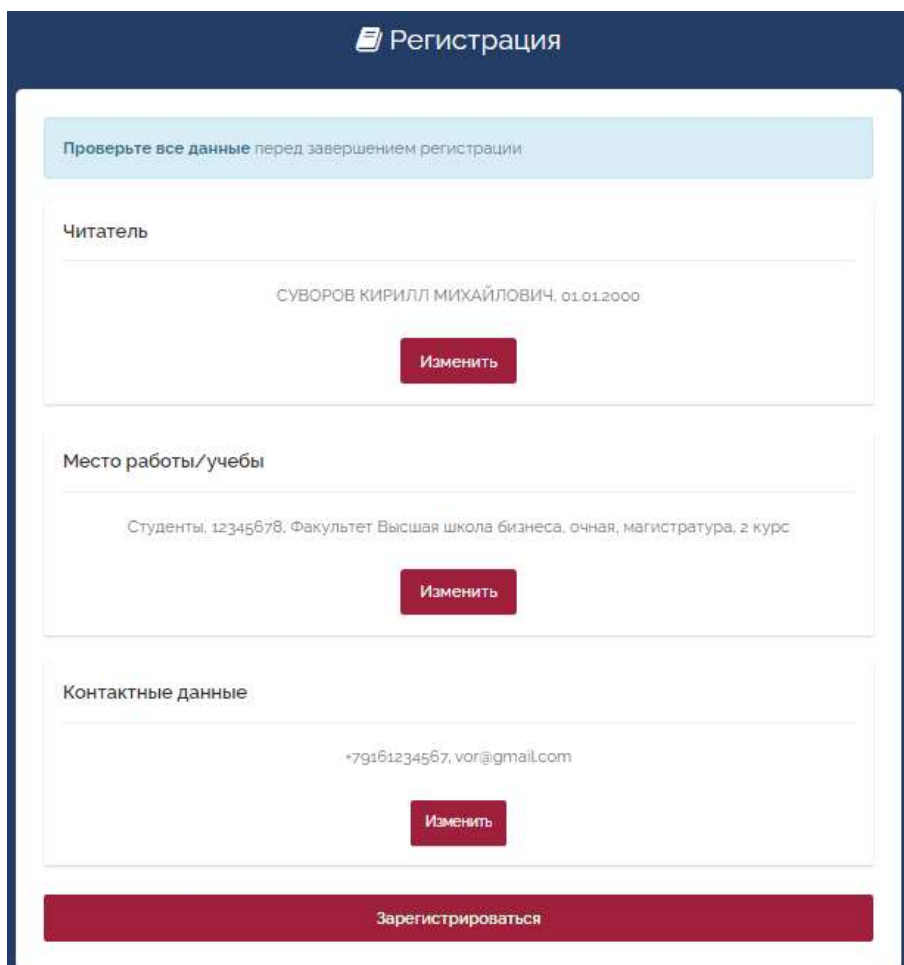 Регистрация
Проверьте все данные перед завершением регистрации
Читатель
СУВОРОВ КИРИЛЛ МИХАЙЛОВИЧ, 01.01.2000
Изменить
Место работы/учебы
Студенты, 12345678, Факультет Высшая школа бизнеса, очная, магистратура, 2 курс
Изменить
Контактные данные
+79161234567, vor@gmail.com
Изменить
Зарегистрироваться